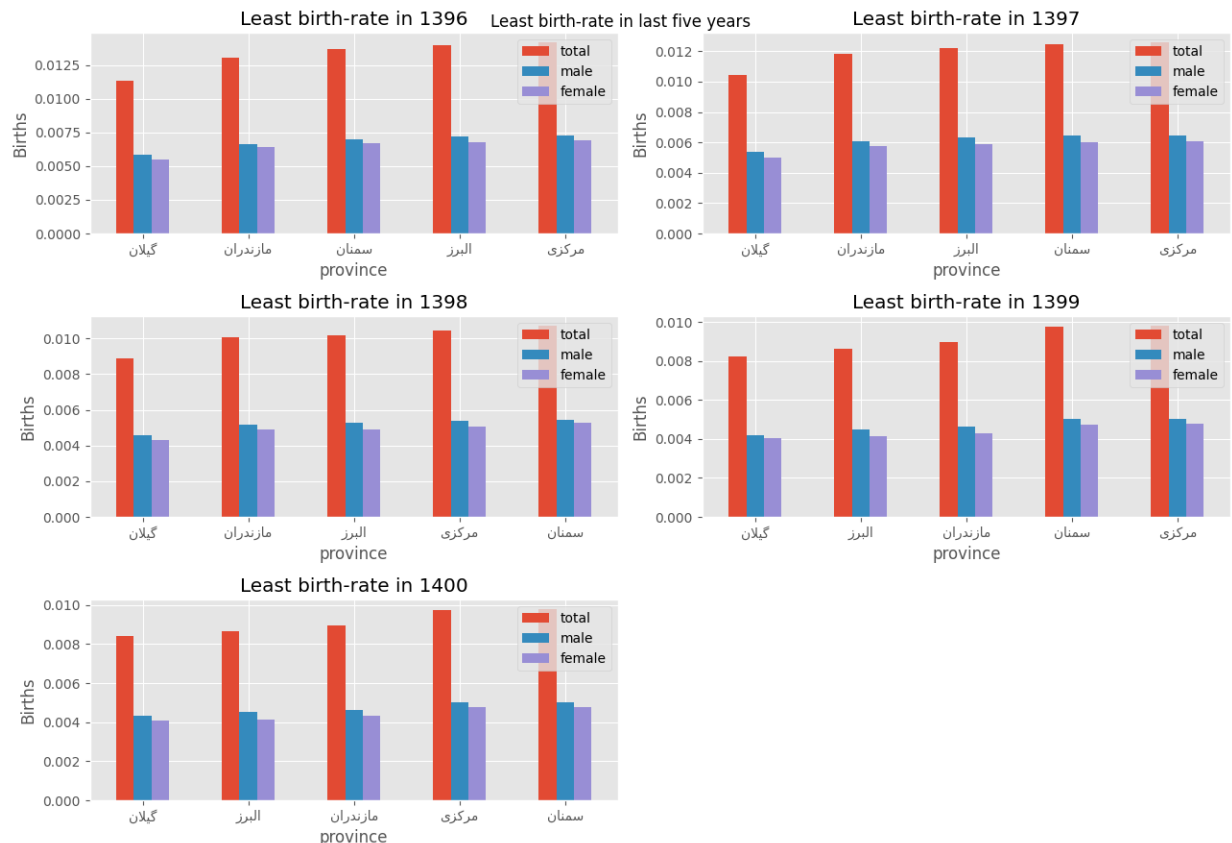 Least birth-rate in last five years
Least birth-rate in 1396
total
male
female
Births
0.0125
0.0100
0.0075
0.0050
0.0025
0.0000
گیلان مازندران سمنان البرز مرکزی
province
Least birth-rate in 1397
total
male
female
Births
0.012
0.010
0.008
0.006
0.004
0.002
0.000
گیلان مازندران البرز سمنان مرکزی
province
Least birth-rate in 1398
total
male
female
Births
0.010
0.008
0.006
0.004
0.002
0.000
گیلان مازندران البرز مرکزی سمنان
province
Least birth-rate in 1399
total
male
female
Births
0.010
0.008
0.006
0.004
0.002
0.000
گیلان البرز مازندران سمنان مرکزی
province
Least birth-rate in 1400
total
male
female
Births
0.010
0.008
0.006
0.004
0.002
0.000
گیلان البرز مازندران مرکزی سمنان
province